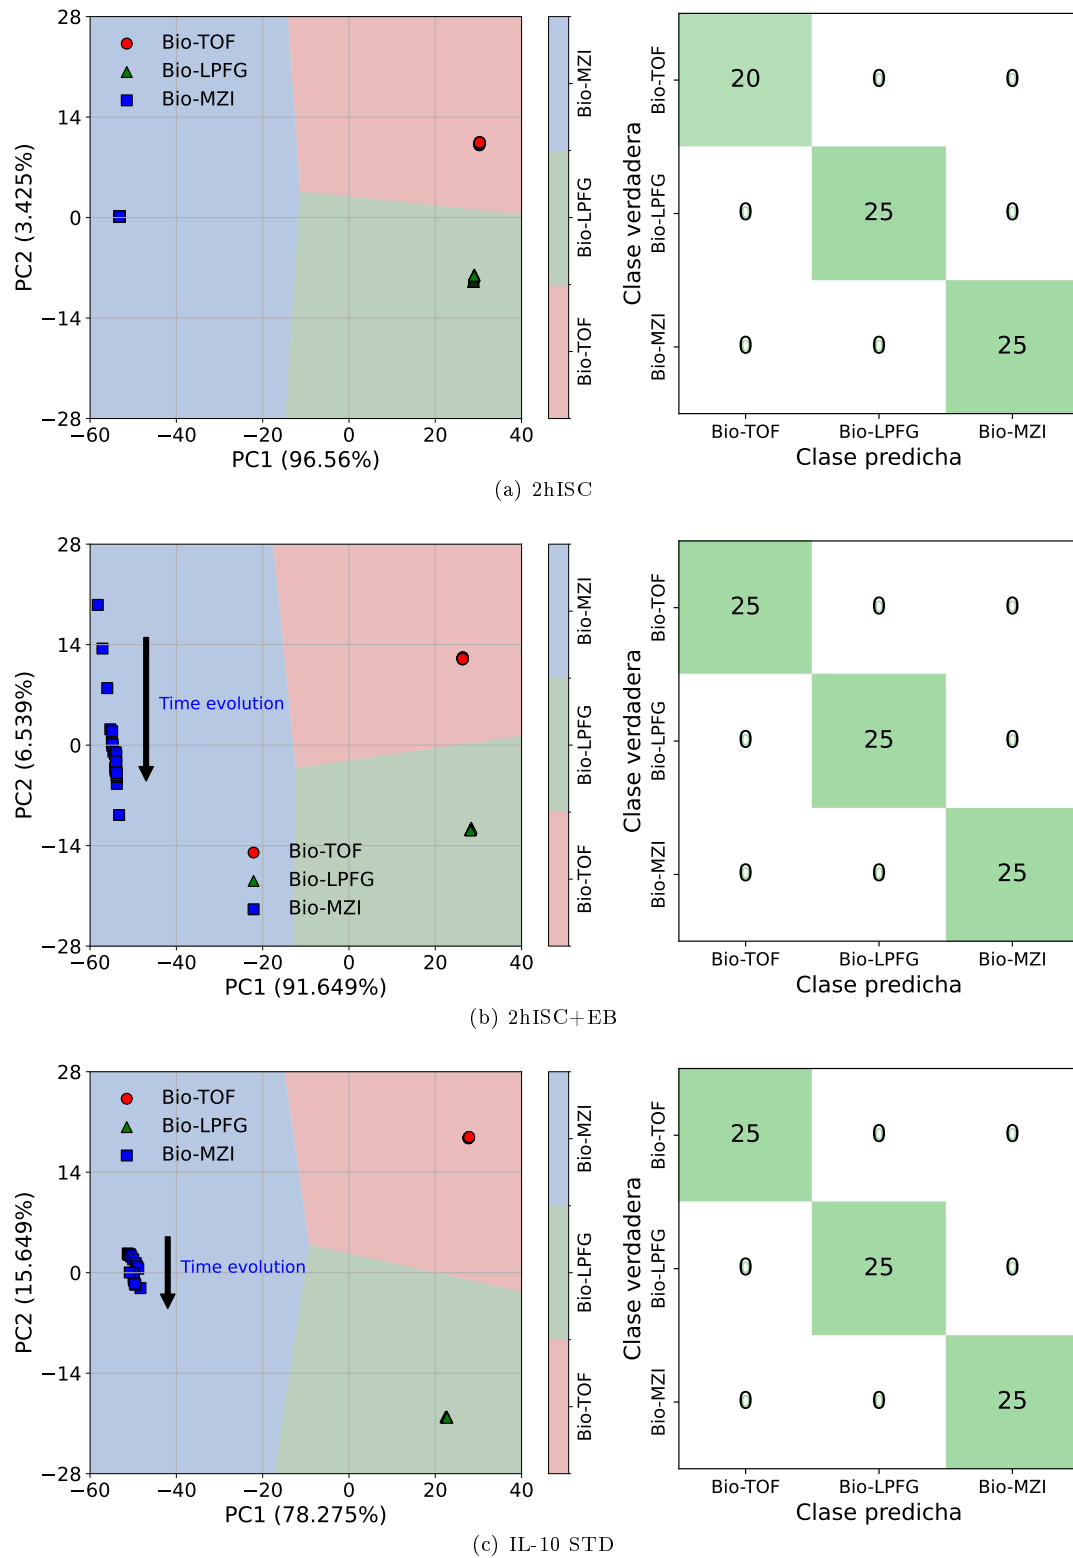 28
14
0
−14
−28
PC2 (3.425%)
Bio-TOF
Bio-LPFG
Bio-MZI
−60
−40
−20
0
20
40
PC1 (96.56%)
Bio-MZI
Bio-LPFG
Bio-TOF
Clase verdadera
Bio-TOF
Bio-LPFG
Bio-MZI
20 0 0
0 25 0
0 0 25
Bio-TOF Bio-LPFG Bio-MZI
Clase predicha
(a) 2hISC
28
14
0
−14
−28
PC2 (6.539%)
Time evolution
Bio-TOF
Bio-LPFG
Bio-MZI
−60
−40
−20
0
20
40
PC1 (91.649%)
Bio-MZI
Bio-LPFG
Bio-TOF
Clase verdadera
Bio-TOF
Bio-LPFG
Bio-MZI
25 0 0
0 25 0
0 0 25
Bio-TOF Bio-LPFG Bio-MZI
Clase predicha
(b) 2hISC+EB
28
14
0
−14
−28
PC2 (15.649%)
Bio-TOF
Bio-LPFG
Bio-MZI
Time evolution
−60
−40
−20
0
20
40
PC1 (78.275%)
Bio-MZI
Bio-LPFG
Bio-TOF
Clase verdadera
Bio-TOF
Bio-LPFG
Bio-MZI
25 0 0
0 25 0
0 0 25
Bio-TOF Bio-LPFG Bio-MZI
Clase predicha
(c) IL-10 STD